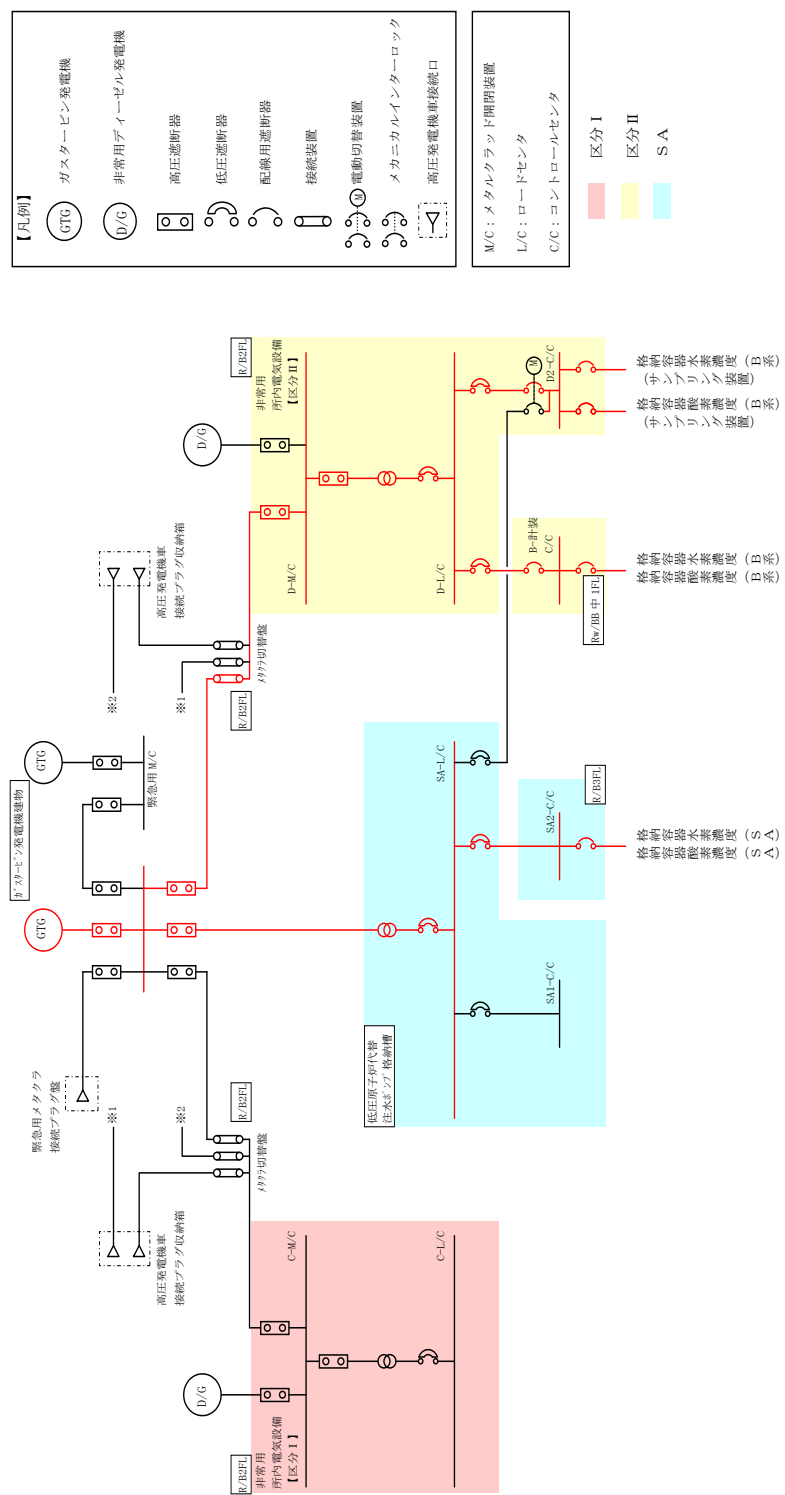 【凡例】
GTG ガスタービン発電機
D/G 非常用ディーゼル発電機
高圧遮断器
低圧遮断器
配線用遮断器
接続装置
M 電動切替装置
メカニカルインターロック
高圧発電機車接続口
M/C：メタルクラッド開閉装置
L/C：ロードセンタ
C/C：コントロールセンタ
区分Ⅰ
区分Ⅱ
ＳＡ
緊急用メタクラ
接続プラグ盤
ｶﾞｽﾀｰﾋﾞﾝ発電機建物
GTG
GTG
緊急用 M/C
高圧発電機車
接続プラグ収納箱
※1
※2
ﾒﾀｸﾗ切替盤
R/B2FL
高圧発電機車
接続プラグ収納箱
※2
※1
ﾒﾀｸﾗ切替盤
R/B2FL
R/B2FL
非常用
所内電気設備
【区分Ⅰ】
D/G
C-M/C
C-L/C
低圧原子炉代替
注水ﾎﾟﾝﾌﾟ格納槽
SA-L/C
SA1-C/C
SA2-C/C
R/B3FL
格納容器水素濃度（ＳＡ）
格納容器酸素濃度（ＳＡ）
R/B2FL
非常用
所内電気設備
【区分Ⅱ】
D/G
D-M/C
D-L/C
B-計装
C/C
Rw/BB 中 1FL
格納容器水素濃度（Ｂ系）
格納容器酸素濃度（Ｂ系）
M
D2-C/C
格納容器酸素濃度（Ｂ系）
（サンプリング装置）
格納容器水素濃度（Ｂ系）
（サンプリング装置）